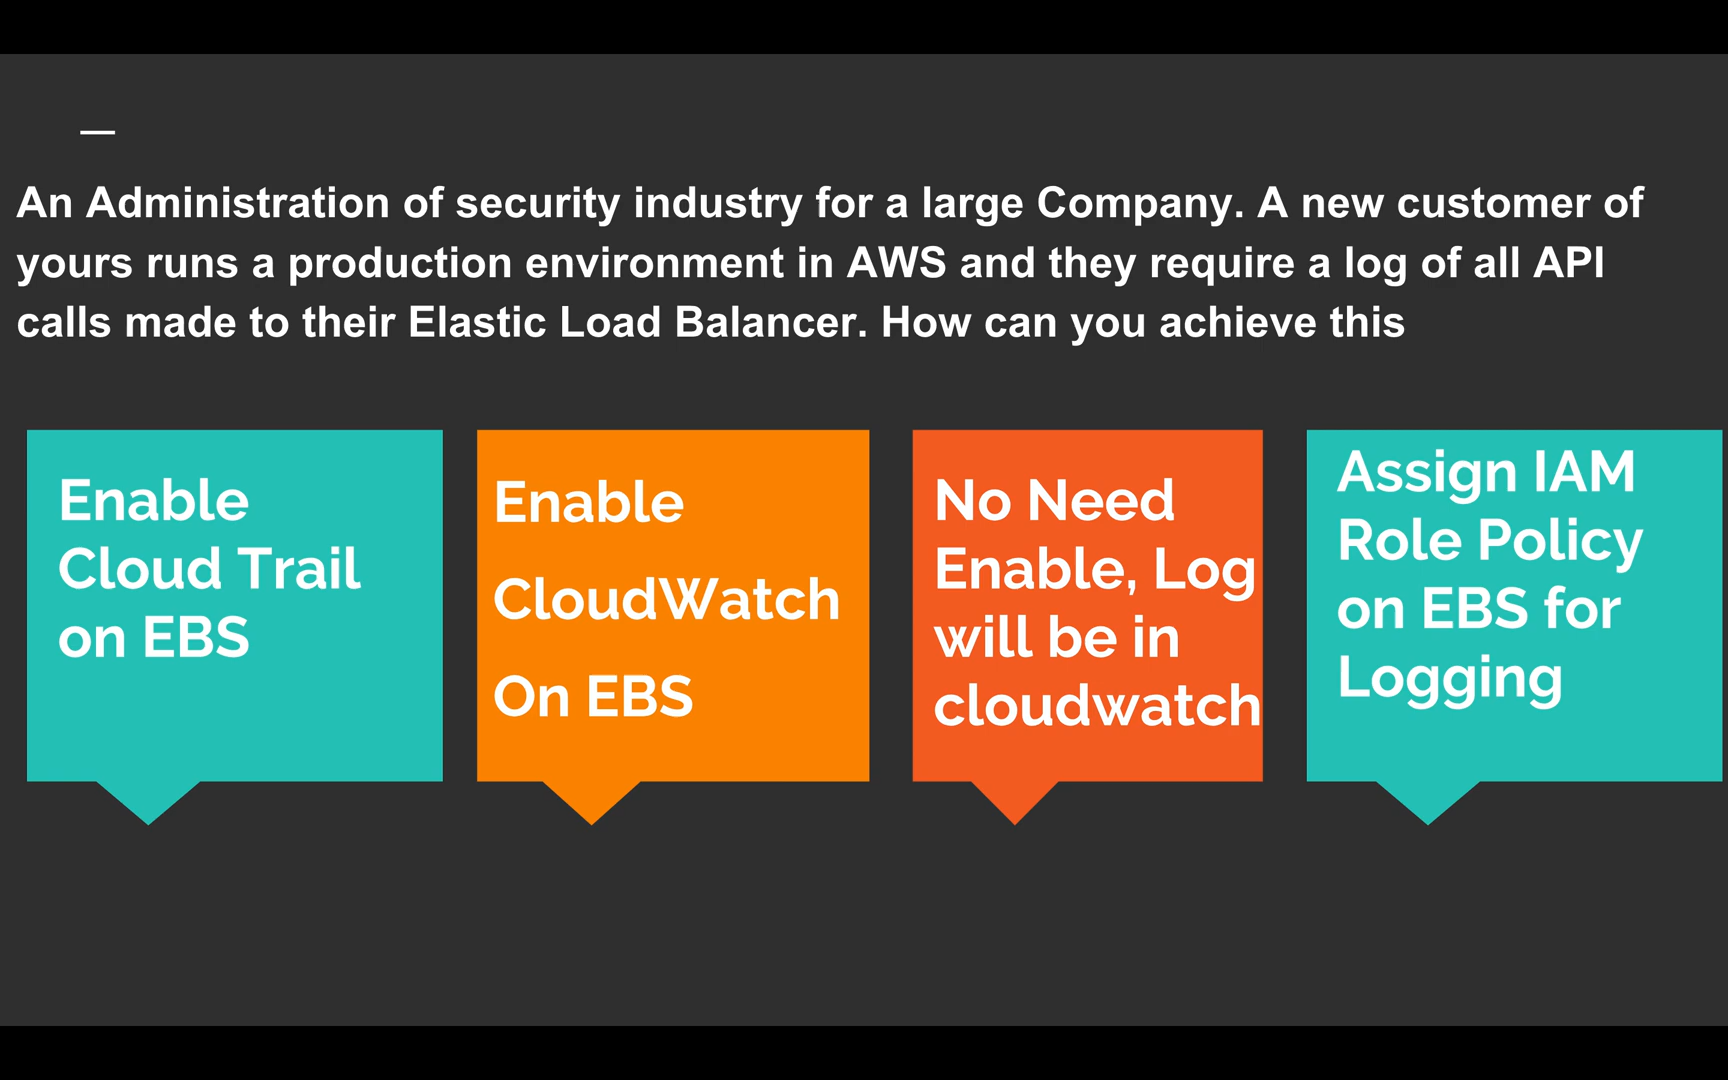 An Administration of security industry for a large Company. A new customer of
yours runs a production environment in AWS and they require a log of all API
calls made to their Elastic Load Balancer. How can you achieve this
Enable
Cloud Trail
on EBS
Enable
CloudWatch
On EBS
No Need
Enable, Log
will be in
cloudwatch
Assign IAM
Role Policy
on EBS for
Logging